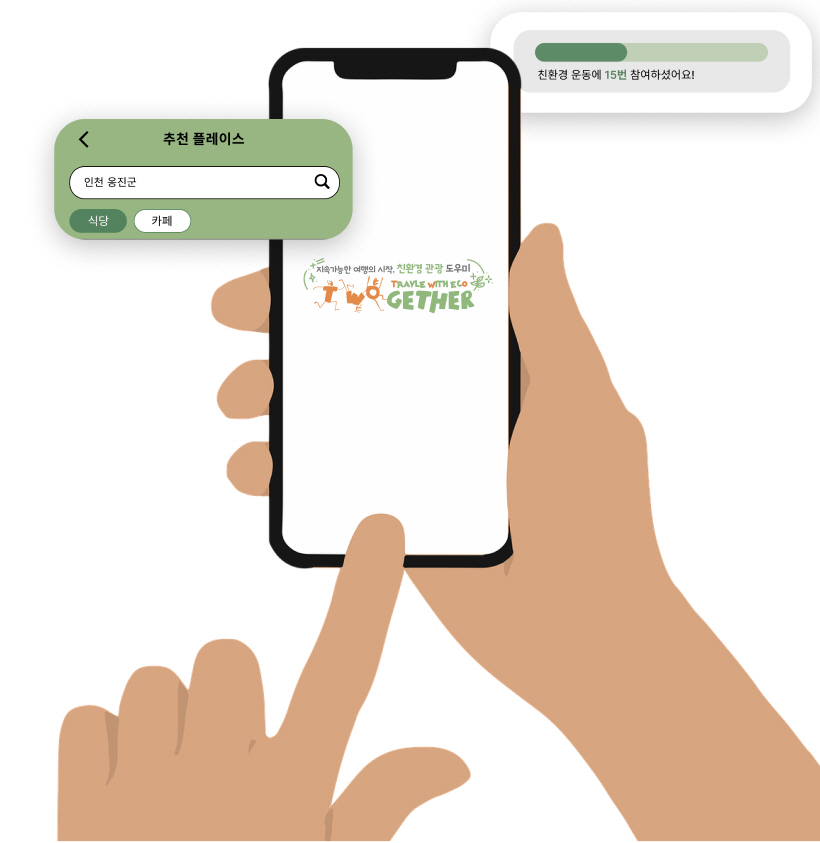 친환경 운동에 15번 참여하셨어요!
추천 플레이스
인천 옹진군
식당 카페
지속가능한 여행의 시작, 친환경 관광 도우미
TWO
TRAVLE WITH ECO
GETHER